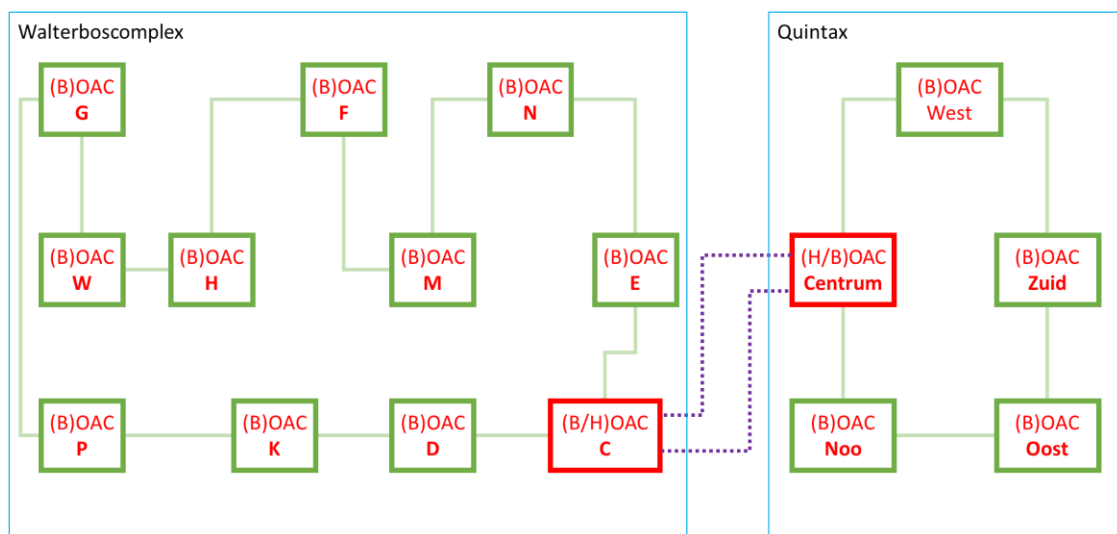 Walterboscomplex
Quintax
(B)OAC
G
(B)OAC
F
(B)OAC
N
(B)OAC
West
(B)OAC
W
(B)OAC
H
(B)OAC
M
(B)OAC
E
(H/B)OAC
Centrum
(B)OAC
Zuid
(B)OAC
P
(B)OAC
K
(B)OAC
D
(B/H)OAC
C
(B)OAC
Noo
(B)OAC
Oost